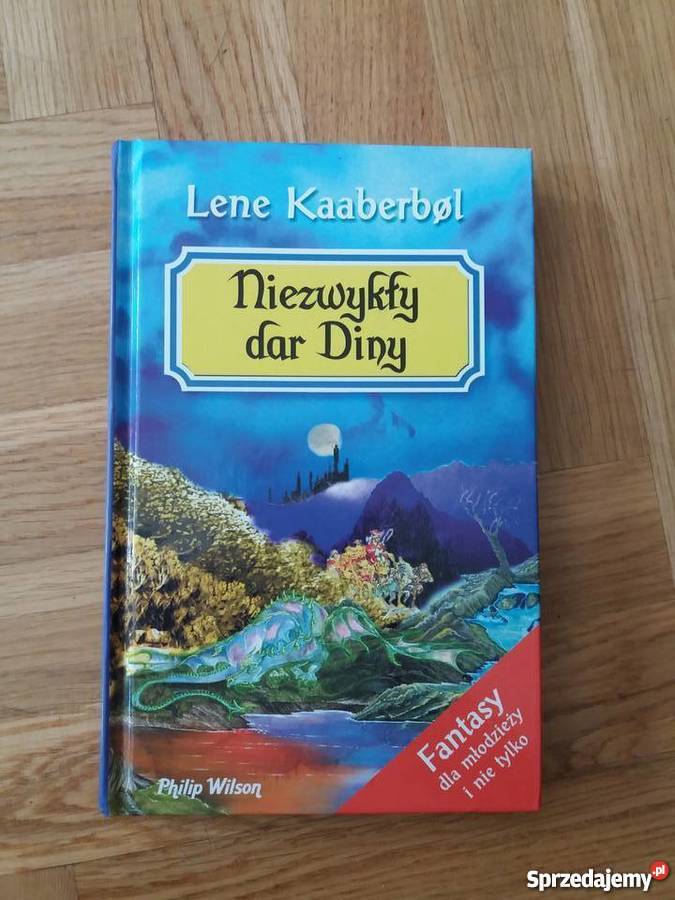 Lene Kaaberbøl
Niezwykły
dar Diny
Fantasy
dla młodzieży
i nie tylko
Philip Wilson
Sprzedajemy.pl